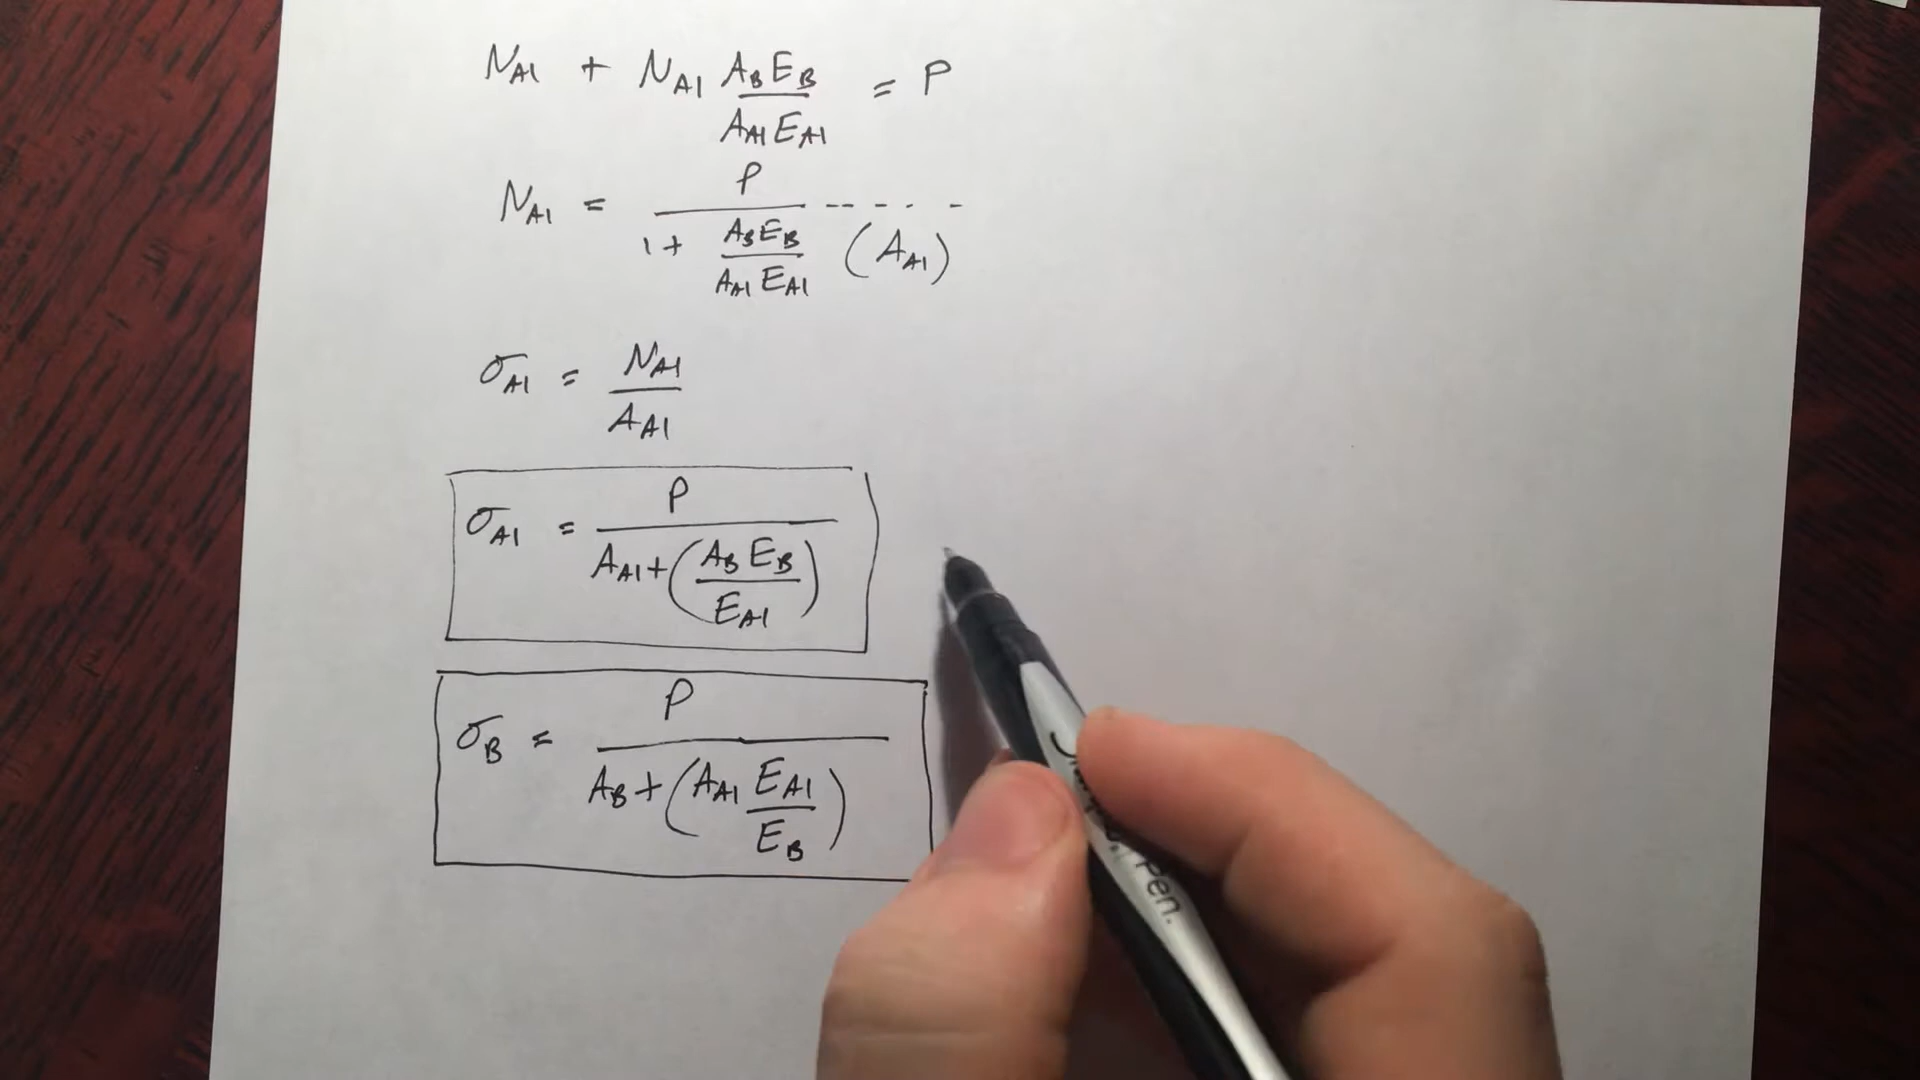 N_Al + N_Al A_B E_B / A_Al E_Al = P
N_Al = P / 1 + A_B E_B / A_Al E_Al (A_Al)
σ_Al = N_Al / A_Al
σ_Al = P / A_Al + (A_B E_B / E_Al)
σ_B = P / A_B + (A_Al E_Al / E_B)
Pen.